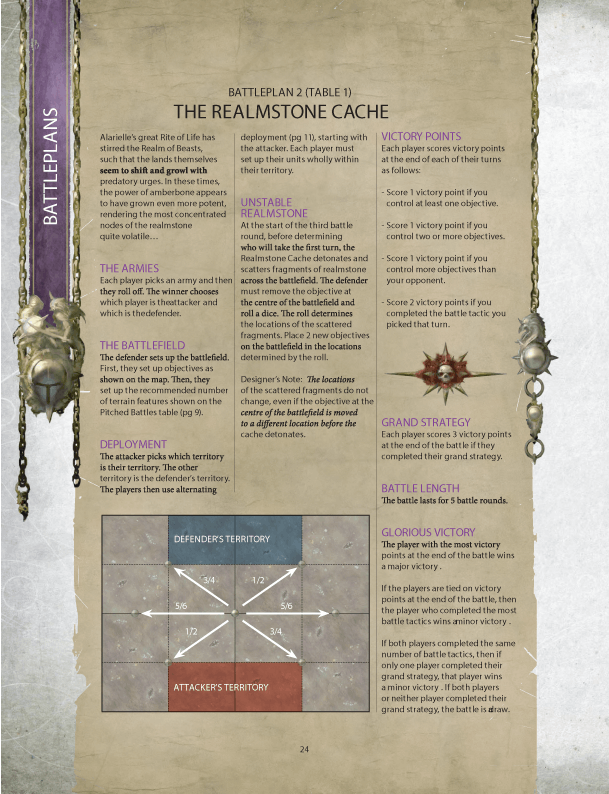 BATTLEPLANS
BATTLEPLAN 2 (TABLE 1)
THE REALMSTONE CACHE
Alarielle's great Rite of Life has
stirred the Realm of Beasts,
such that the lands themselves
seem to shift and growl with
predatory urges. In these times,
the power of amberbone appears
to have grown even more potent,
rendering the most concentrated
nodes of the realmstone
quite volatile…
THE ARMIES
Each player picks an army and then
they roll off. The winner chooses
which player is theattacker and
which is thedefender.
THE BATTLEFIELD
The defender sets up the battlefield.
First, they set up objectives as
shown on the map. Then, they
set up the recommended number
of terrain features shown on the
Pitched Battles table (pg 9).
DEPLOYMENT
The attacker picks which territory
is their territory. The other
territory is the defender's territory.
The players then use alternating
deployment (pg 11), starting with
the attacker. Each player must
set up their units wholly within
their territory.
UNSTABLE
REALMSTONE
At the start of the third battle
round, before determining
who will take the first turn, the
Realmstone Cache detonates and
scatters fragments of realmstone
across the battlefield. The defender
must remove the objective at
the centre of the battlefield and
roll a dice. The roll determines
the locations of the scattered
fragments. Place 2 new objectives
on the battlefield in the locations
determined by the roll.
Designer's Note: The locations
of the scattered fragments do not
change, even if the objective at the
centre of the battlefield is moved
to a different location before the
cache detonates.
VICTORY POINTS
Each player scores victory points
at the end of each of their turns
as follows:
- Score 1 victory point if you
control at least one objective.
- Score 1 victory point if you
control two or more objectives.
- Score 1 victory point if you
control more objectives than
your opponent.
- Score 2 victory points if you
completed the battle tactic you
picked that turn.
GRAND STRATEGY
Each player scores 3 victory points
at the end of the battle if they
completed their grand strategy.
BATTLE LENGTH
The battle lasts for 5 battle rounds.
GLORIOUS VICTORY
The player with the most victory
points at the end of the battle wins
a major victory .
If the players are tied on victory
points at the end of the battle, then
the player who completed the most
battle tactics wins aminor victory .
If both players completed the same
number of battle tactics, then if
only one player completed their
grand strategy, that player wins
a minor victory . If both players
or neither player completed their
grand strategy, the battle is a draw.
DEFENDER'S TERRITORY
3/4 1/2
5/6 5/6
1/2 3/4
ATTACKER'S TERRITORY
24